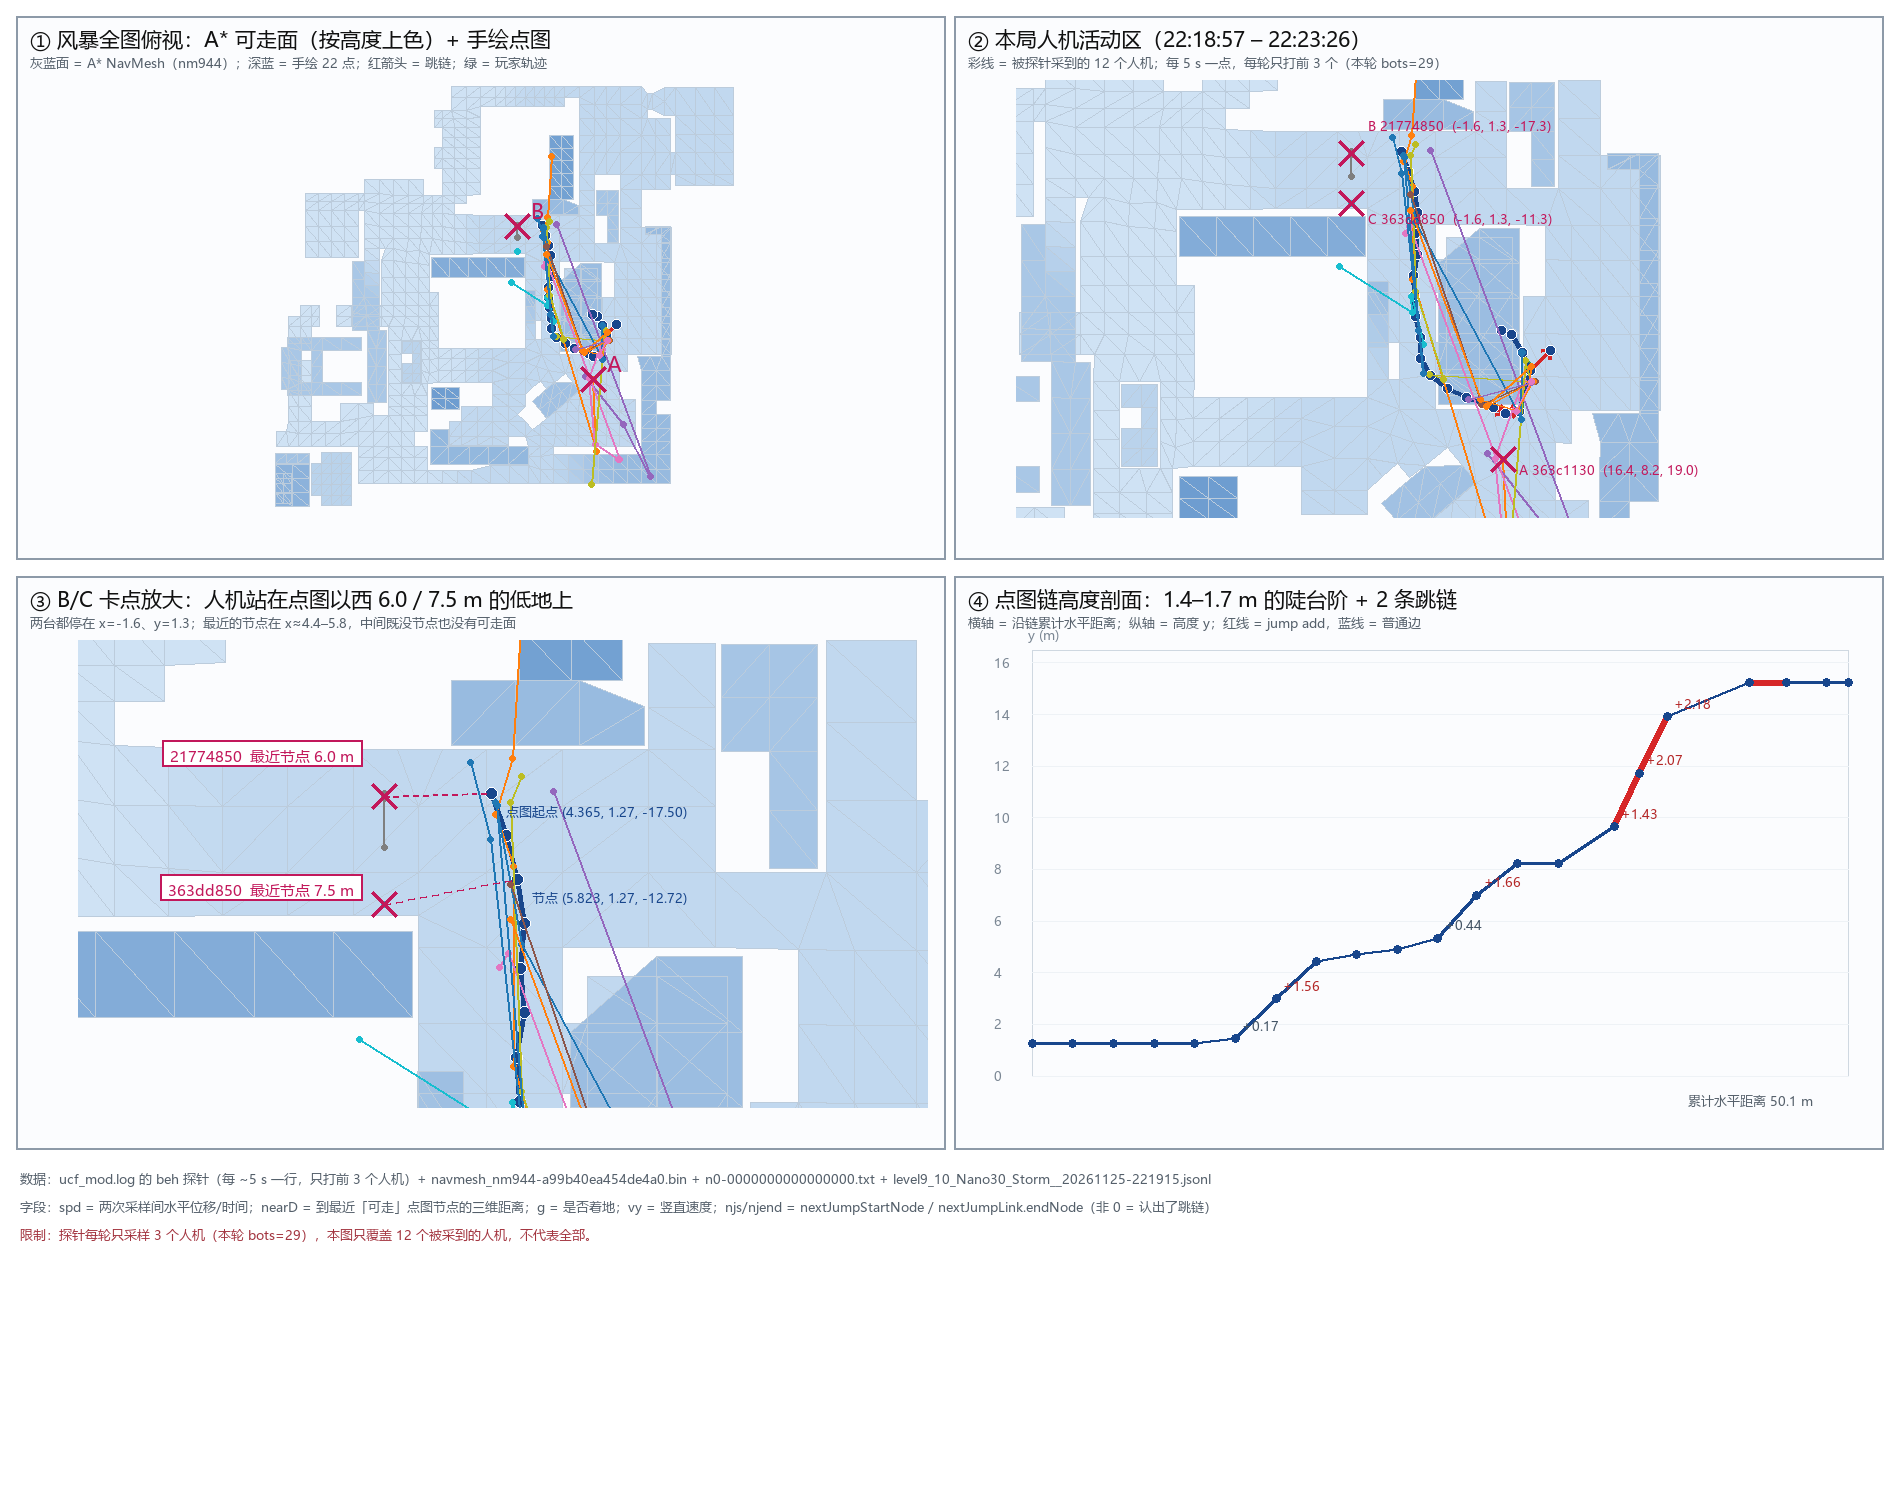 ① 风暴全图俯视：A* 可走面（按高度上色）+ 手绘点图
灰蓝面 = A* NavMesh（nm944）；深蓝 = 手绘 22 点；红箭头 = 跳链；绿 = 玩家轨迹
B
A
② 本局人机活动区（22:18:57 – 22:23:26）
彩线 = 被探针采到的 12 个人机；每 5 s 一点，每轮只打前 3 个（本轮 bots=29）
B 21774850 (-1.6, 1.3, -17.3)
C 363dd850 (-1.6, 1.3, -11.3)
A 363c1130 (16.4, 8.2, 19.0)
③ B/C 卡点放大：人机站在点图以西 6.0 / 7.5 m 的低地上
两台都停在 x=-1.6、y=1.3；最近的节点在 x≈4.4–5.8，中间既没节点也没有可走面
21774850 最近节点 6.0 m
点图起点 (4.365, 1.27, -17.50)
363dd850 最近节点 7.5 m
节点 (5.823, 1.27, -12.72)
④ 点图链高度剖面：1.4–1.7 m 的陡台阶 + 2 条跳链
横轴 = 沿链累计水平距离；纵轴 = 高度 y；红线 = jump add，蓝线 = 普通边
y (m)
16
14
12
10
8
6
4
2
0
+2.18
+2.07
+1.43
+1.66
0.44
+1.56
0.17
累计水平距离 50.1 m
数据：ucf_mod.log 的 beh 探针（每 ~5 s 一行，只打前 3 个人机）+ navmesh_nm944-a99b40ea454de4a0.bin + n0-0000000000000000.txt + level9_10_Nano30_Storm__20261125-221915.jsonl
字段：spd = 两次采样间水平位移/时间；nearD = 到最近「可走」点图节点的三维距离；g = 是否着地；vy = 竖直速度；njs/njend = nextJumpStartNode / nextJumpLink.endNode（非 0 = 认出了跳链）
限制：探针每轮只采样 3 个人机（本轮 bots=29），本图只覆盖 12 个被采到的人机，不代表全部。